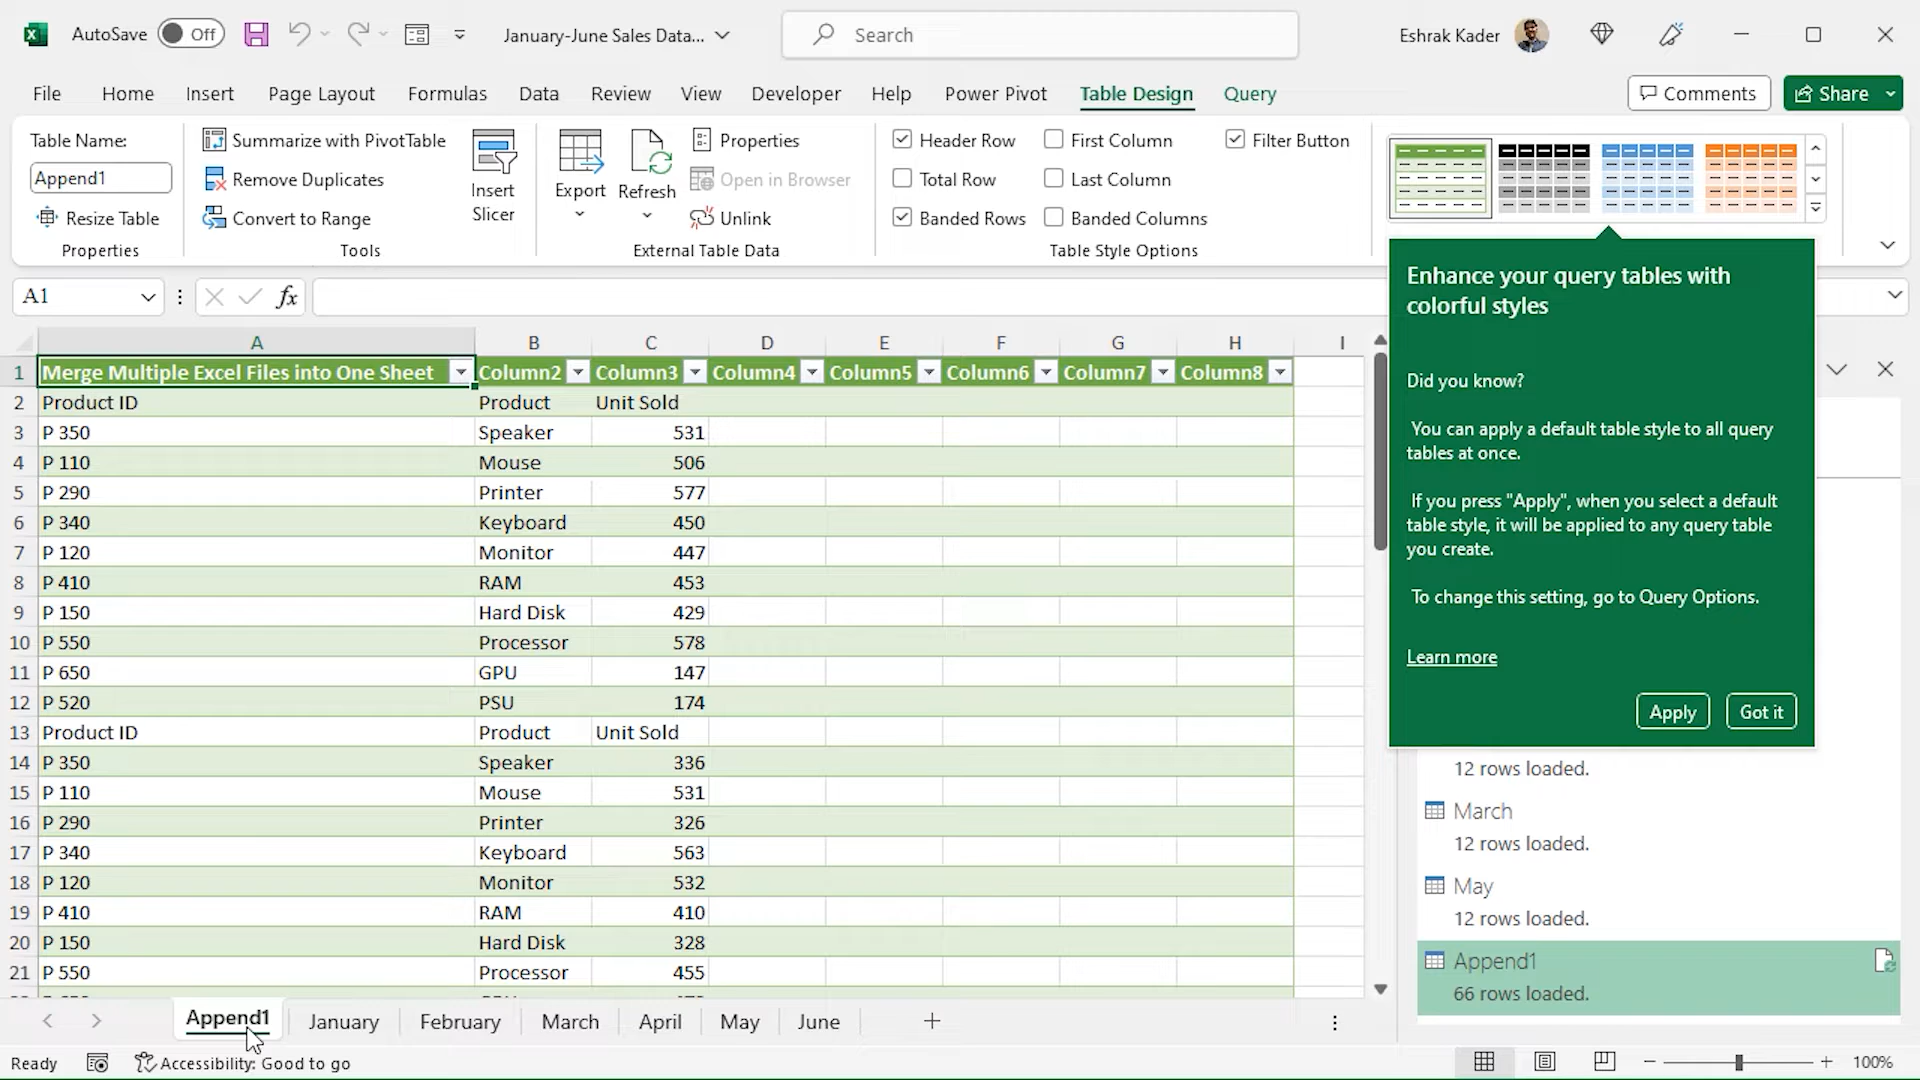 AutoSave Off January-June Sales Data... Search Eshrak Kader
File Home Insert Page Layout Formulas Data Review View Developer Help Power Pivot Table Design Query Comments Share
Table Name:
Append1
Resize Table
Properties
Summarize with PivotTable
Remove Duplicates
Convert to Range
Tools
Insert
Slicer
Export
Refresh
Properties
Open in Browser
Unlink
External Table Data
Header Row
Total Row
Banded Rows
First Column
Last Column
Banded Columns
Filter Button
Table Style Options
A1 fx
A B C D E F G H I
1 Merge Multiple Excel Files into One Sheet Column2 Column3 Column4 Column5 Column6 Column7 Column8
2 Product ID Product Unit Sold
3 P 350 Speaker 531
4 P 110 Mouse 506
5 P 290 Printer 577
6 P 340 Keyboard 450
7 P 120 Monitor 447
8 P 410 RAM 453
9 P 150 Hard Disk 429
10 P 550 Processor 578
11 P 650 GPU 147
12 P 520 PSU 174
13 Product ID Product Unit Sold
14 P 350 Speaker 336
15 P 110 Mouse 531
16 P 290 Printer 326
17 P 340 Keyboard 563
18 P 120 Monitor 532
19 P 410 RAM 410
20 P 150 Hard Disk 328
21 P 550 Processor 455
Enhance your query tables with
colorful styles
Did you know?
You can apply a default table style to all query
tables at once.
If you press "Apply", when you select a default
table style, it will be applied to any query table
you create.
To change this setting, go to Query Options.
Learn more
Apply Got it
12 rows loaded.
March
12 rows loaded.
May
12 rows loaded.
Append1
66 rows loaded.
Append1 January February March April May June
Ready Accessibility: Good to go 100%